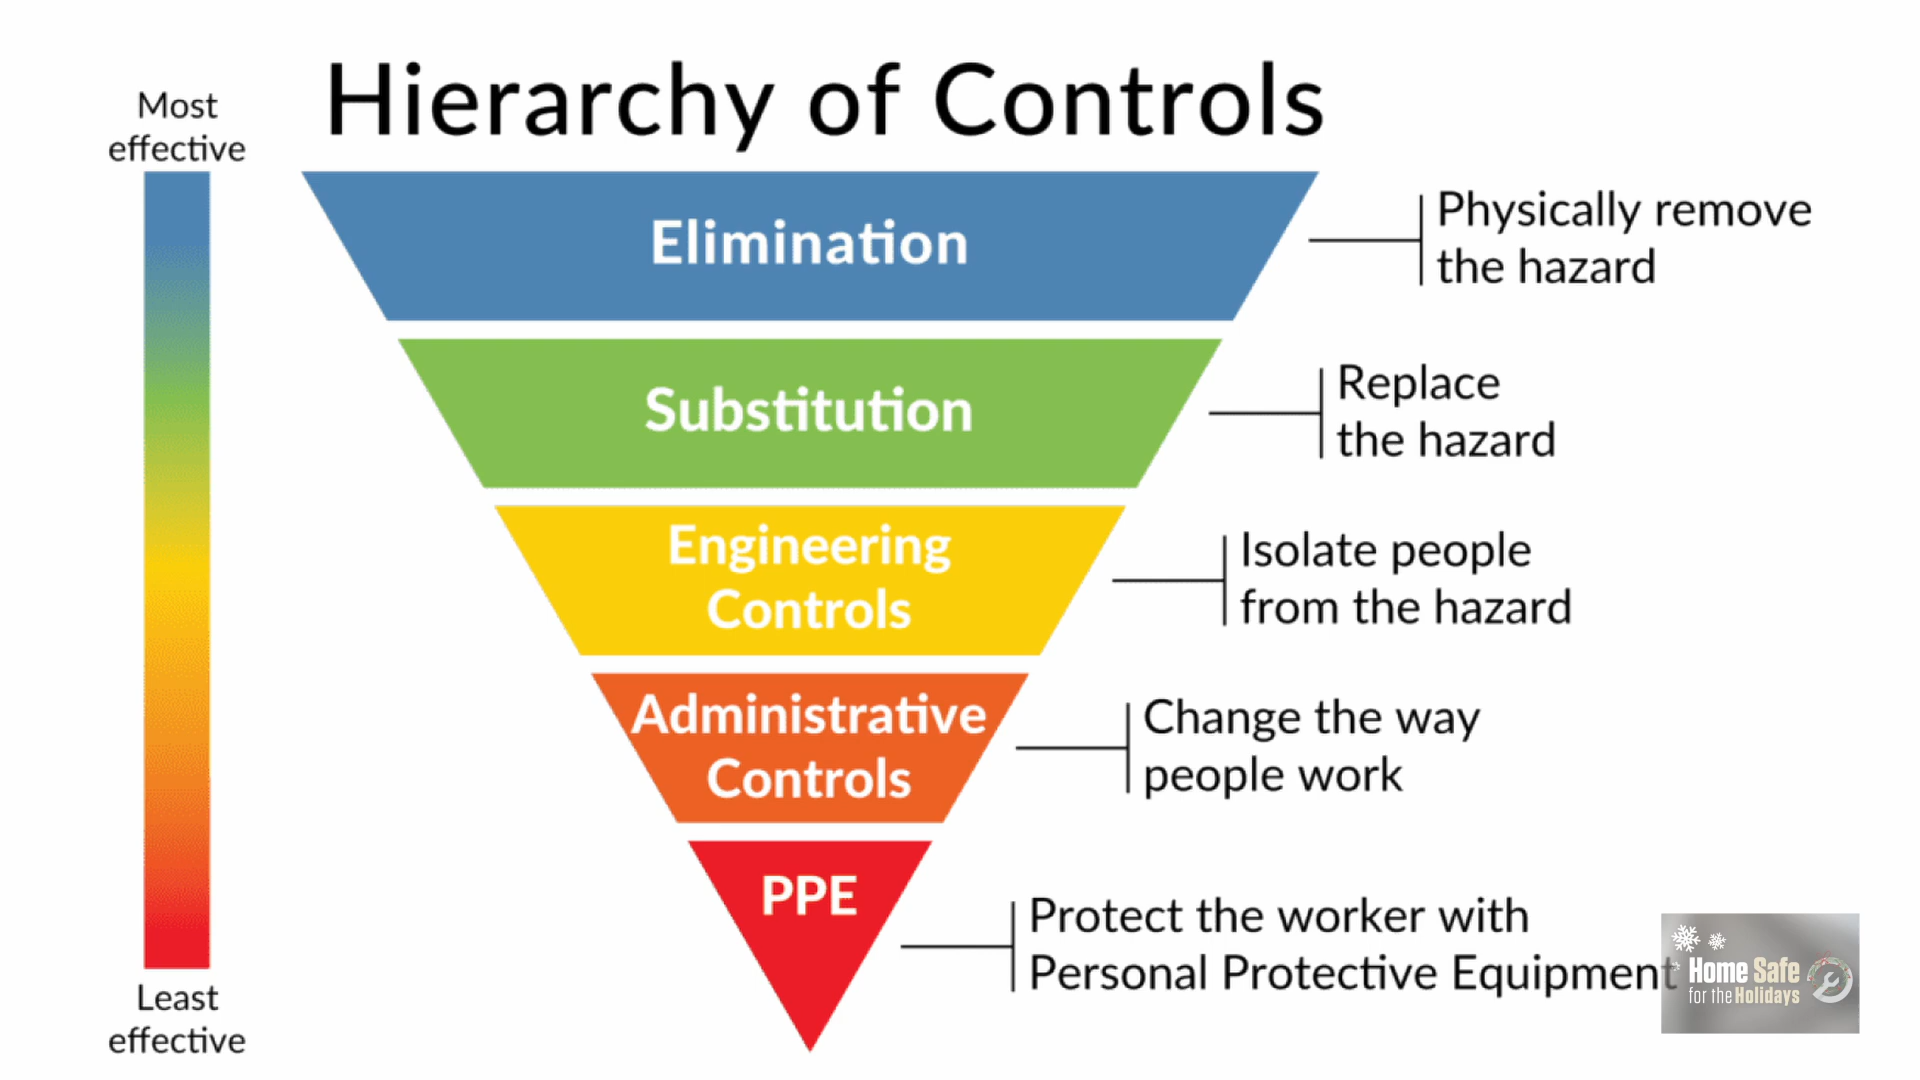 Hierarchy of Controls
Most
effective
Elimination
Physically remove
the hazard
Substitution
Replace
the hazard
Engineering
Controls
Isolate people
from the hazard
Administrative
Controls
Change the way
people work
PPE
Protect the worker with
Personal Protective Equipment
Least
effective
Home Safe
for the Holidays